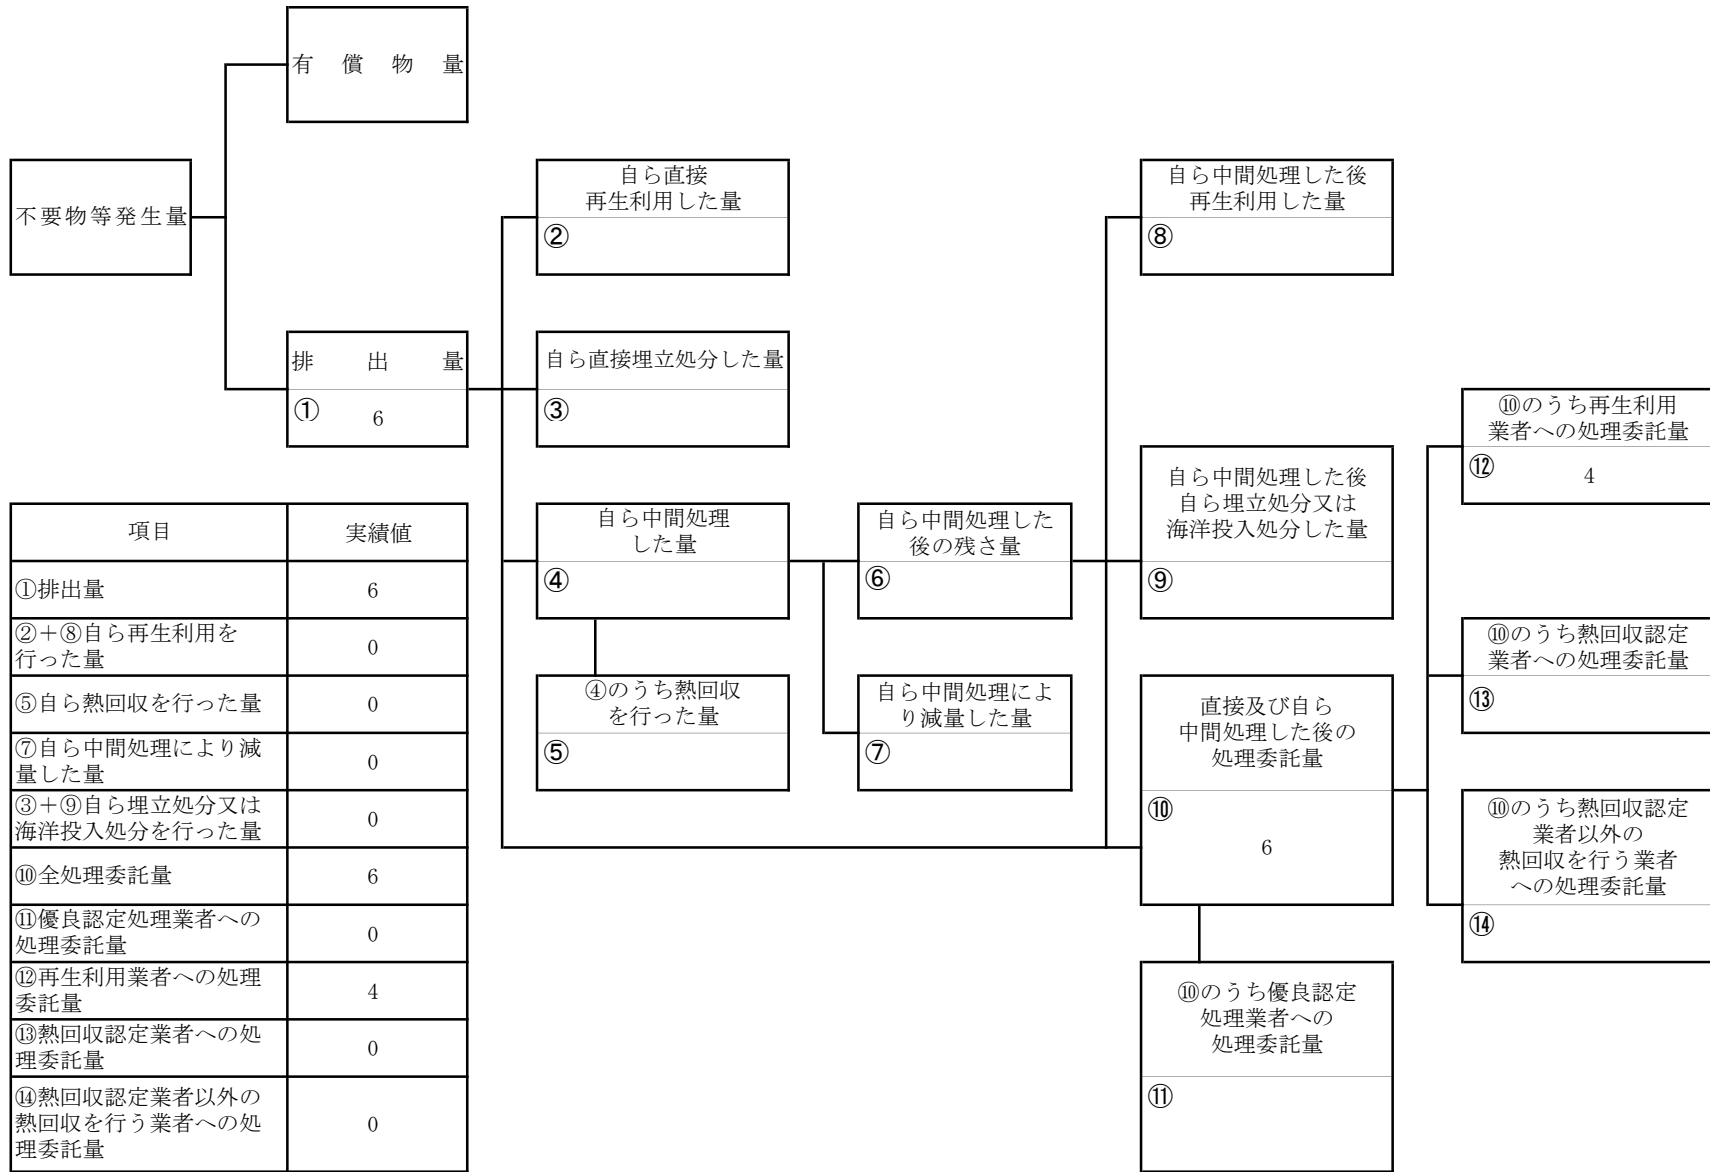 有償物量
不要物等発生量
自ら直接
再生利用した量
②
自ら中間処理した後
再生利用した量
⑧
排出量
① 6
自ら直接埋立処分した量
③
⑩のうち再生利用
業者への処理委託量
⑫ 4
自ら中間処理
した量
④
自ら中間処理した
後の残さ量
⑥
自ら中間処理した後
自ら埋立処分又は
海洋投入処分した量
⑨
⑩のうち熱回収認定
業者への処理委託量
⑬
④のうち熱回収
を行った量
⑤
自ら中間処理によ
り減量した量
⑦
直接及び自ら
中間処理した後の
処理委託量
⑩
6
⑩のうち熱回収認定
業者以外の
熱回収を行う業者
への処理委託量
⑭
⑩のうち優良認定
処理業者への
処理委託量
⑪
項目 実績値
①排出量 6
②＋⑧自ら再生利用を
行った量 0
⑤自ら熱回収を行った量 0
⑦自ら中間処理により減
量した量 0
③＋⑨自ら埋立処分又は
海洋投入処分を行った量 0
⑩全処理委託量 6
⑪優良認定処理業者への
処理委託量 0
⑫再生利用業者への処理
委託量 4
⑬熱回収認定業者への処
理委託量 0
⑭熱回収認定業者以外の
熱回収を行う業者への処 0
理委託量